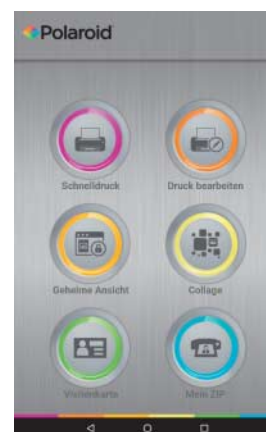 Polaroid
Schnelldruck Druck bearbeiten
Geheime Ansicht Collage
Visitenkarte Mein ZIP